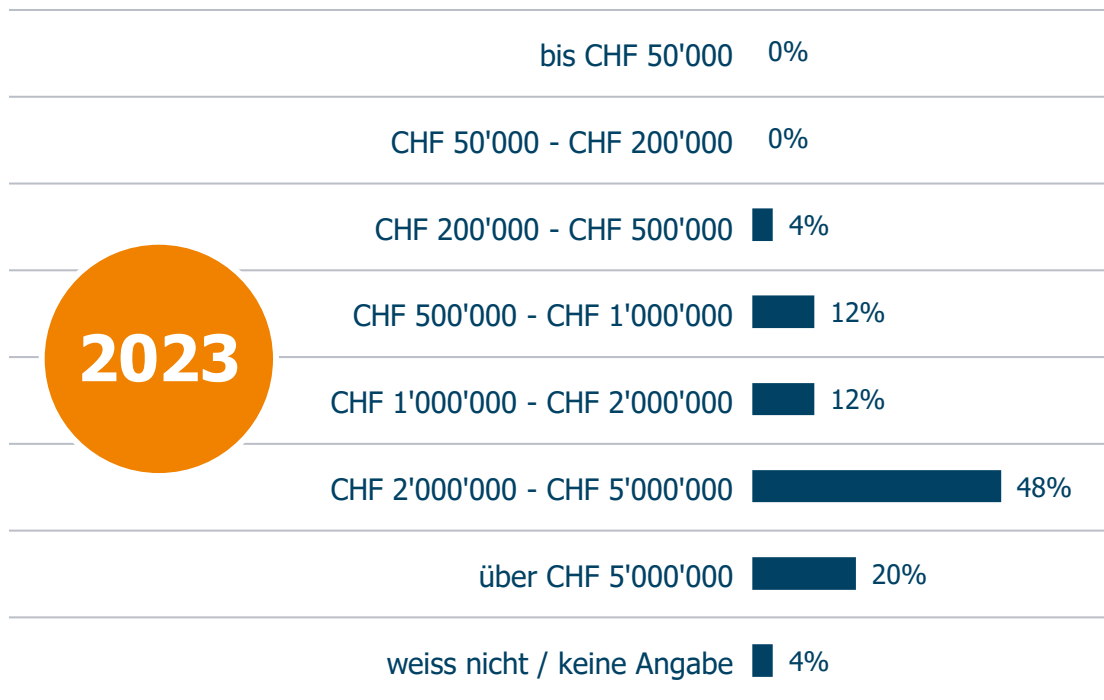 bis CHF 50'000 0%
CHF 50'000 - CHF 200'000 0%
CHF 200'000 - CHF 500'000 4%
CHF 500'000 - CHF 1'000'000 12%
2023
CHF 1'000'000 - CHF 2'000'000 12%
CHF 2'000'000 - CHF 5'000'000 48%
über CHF 5'000'000 20%
weiss nicht / keine Angabe 4%